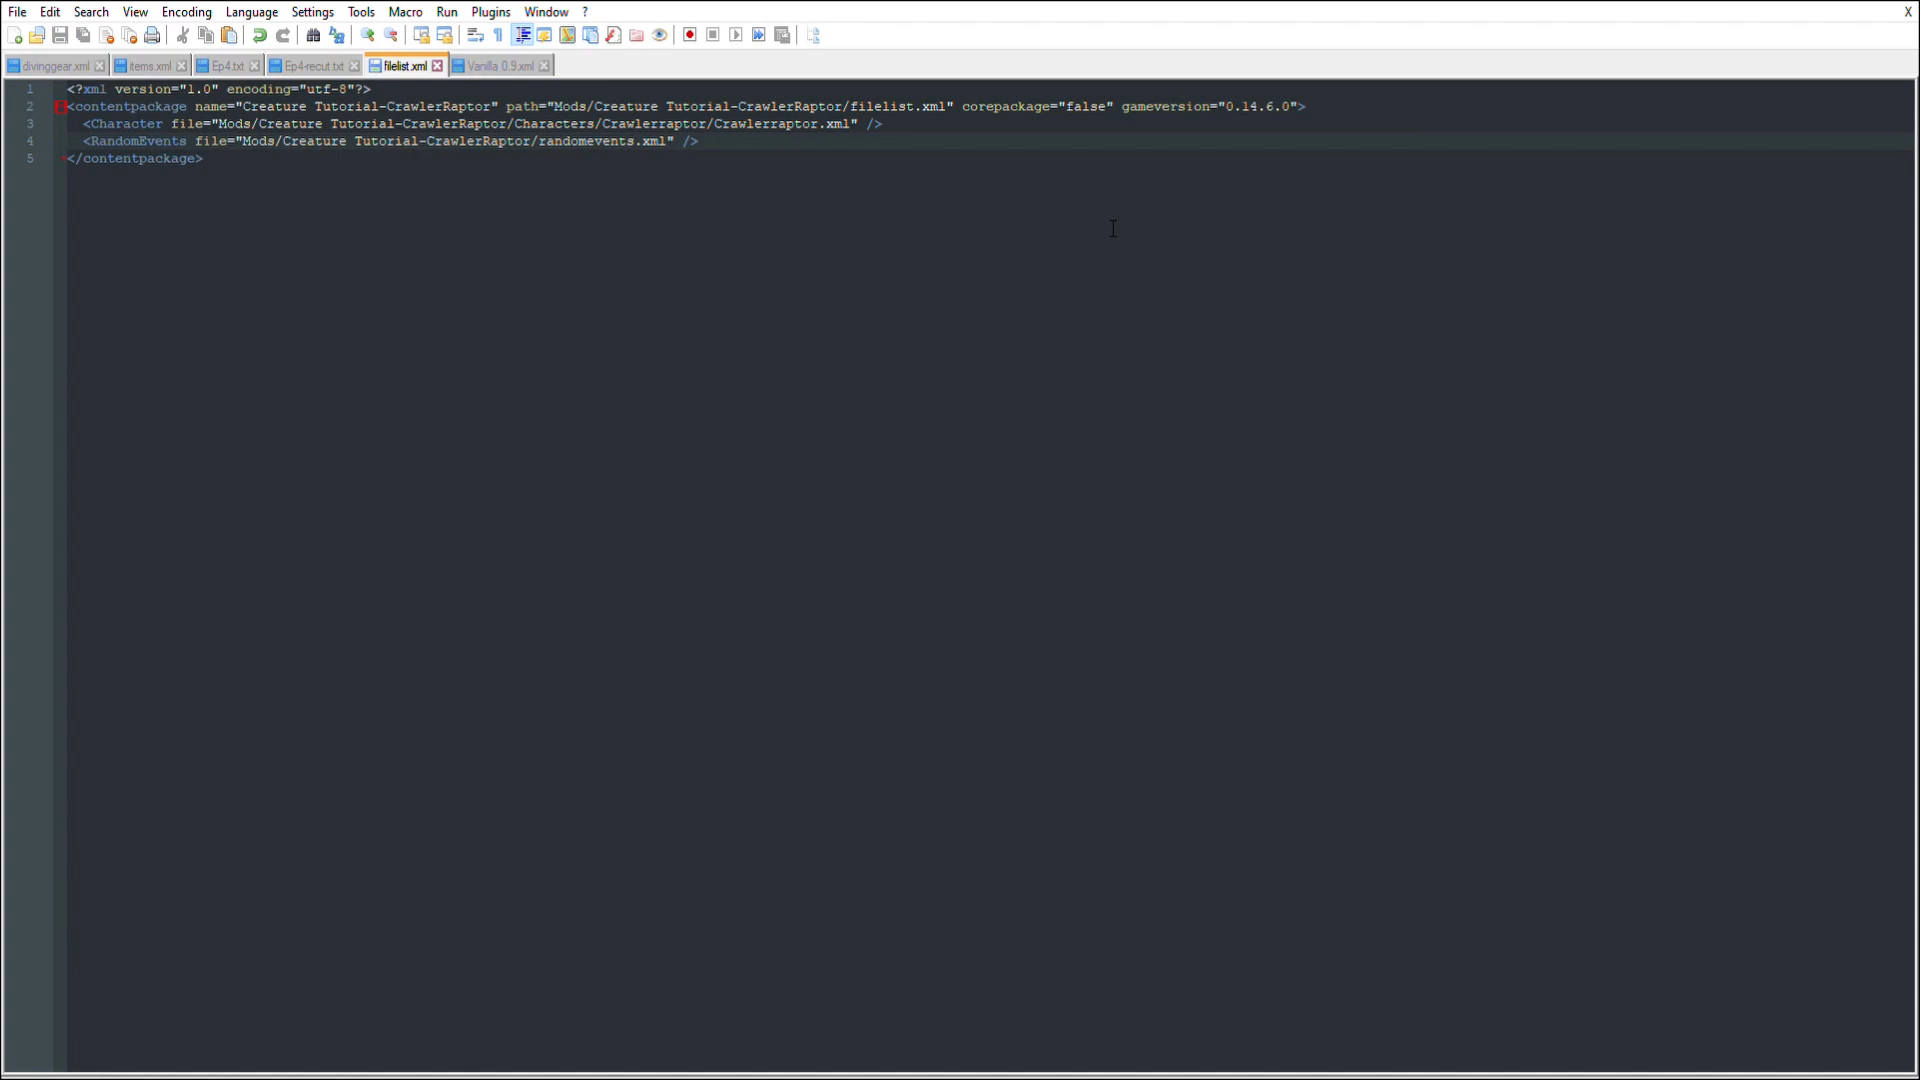 File Edit Search View Encoding Language Settings Tools Macro Run Plugins Window ? X
divinggear.xml items.xml Ep4.txt Ep4-recut.txt filelist.xml Vanilla 0.9.xml
1 <?xml version="1.0" encoding="utf-8"?>
2 <contentpackage name="Creature Tutorial-CrawlerRaptor" path="Mods/Creature Tutorial-CrawlerRaptor/filelist.xml" corepackage="false" gameversion="0.14.6.0">
3 <Character file="Mods/Creature Tutorial-CrawlerRaptor/Characters/Crawlerraptor/Crawlerraptor.xml" />
4 <RandomEvents file="Mods/Creature Tutorial-CrawlerRaptor/randomevents.xml" />
5 </contentpackage>